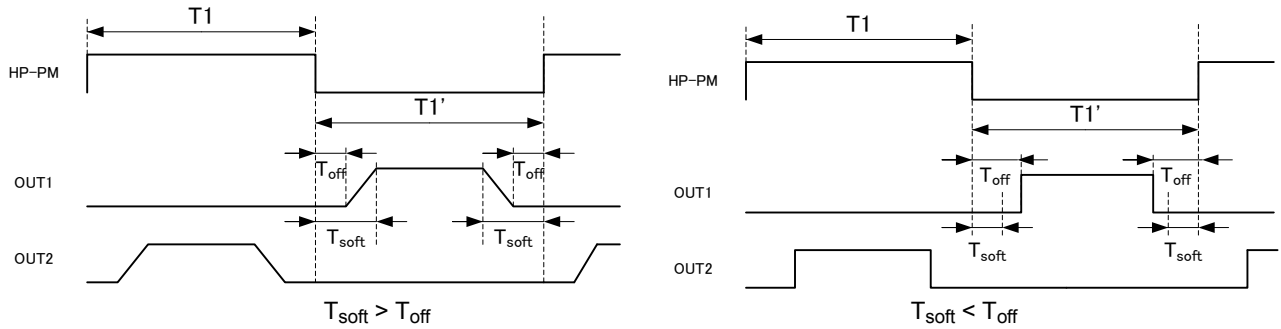 T1
HP-PM
T1'
Toff
Toff
OUT1
Tsoft
Tsoft
OUT2
Tsoft > Toff
T1
HP-PM
T1'
Toff
Toff
OUT1
Tsoft
Tsoft
OUT2
Tsoft < Toff